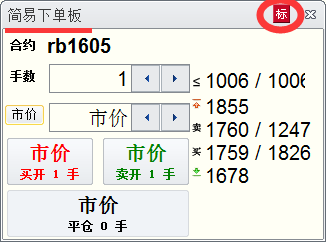 简易下单板 标
合约 rb1605
手数 1 ≤ 1006 / 1006
1855
市价 市价 卖 1760 / 1247
买 1759 / 1826
1678
市价 市价
买开 1 手 卖开 1 手
市价
平仓 0 手